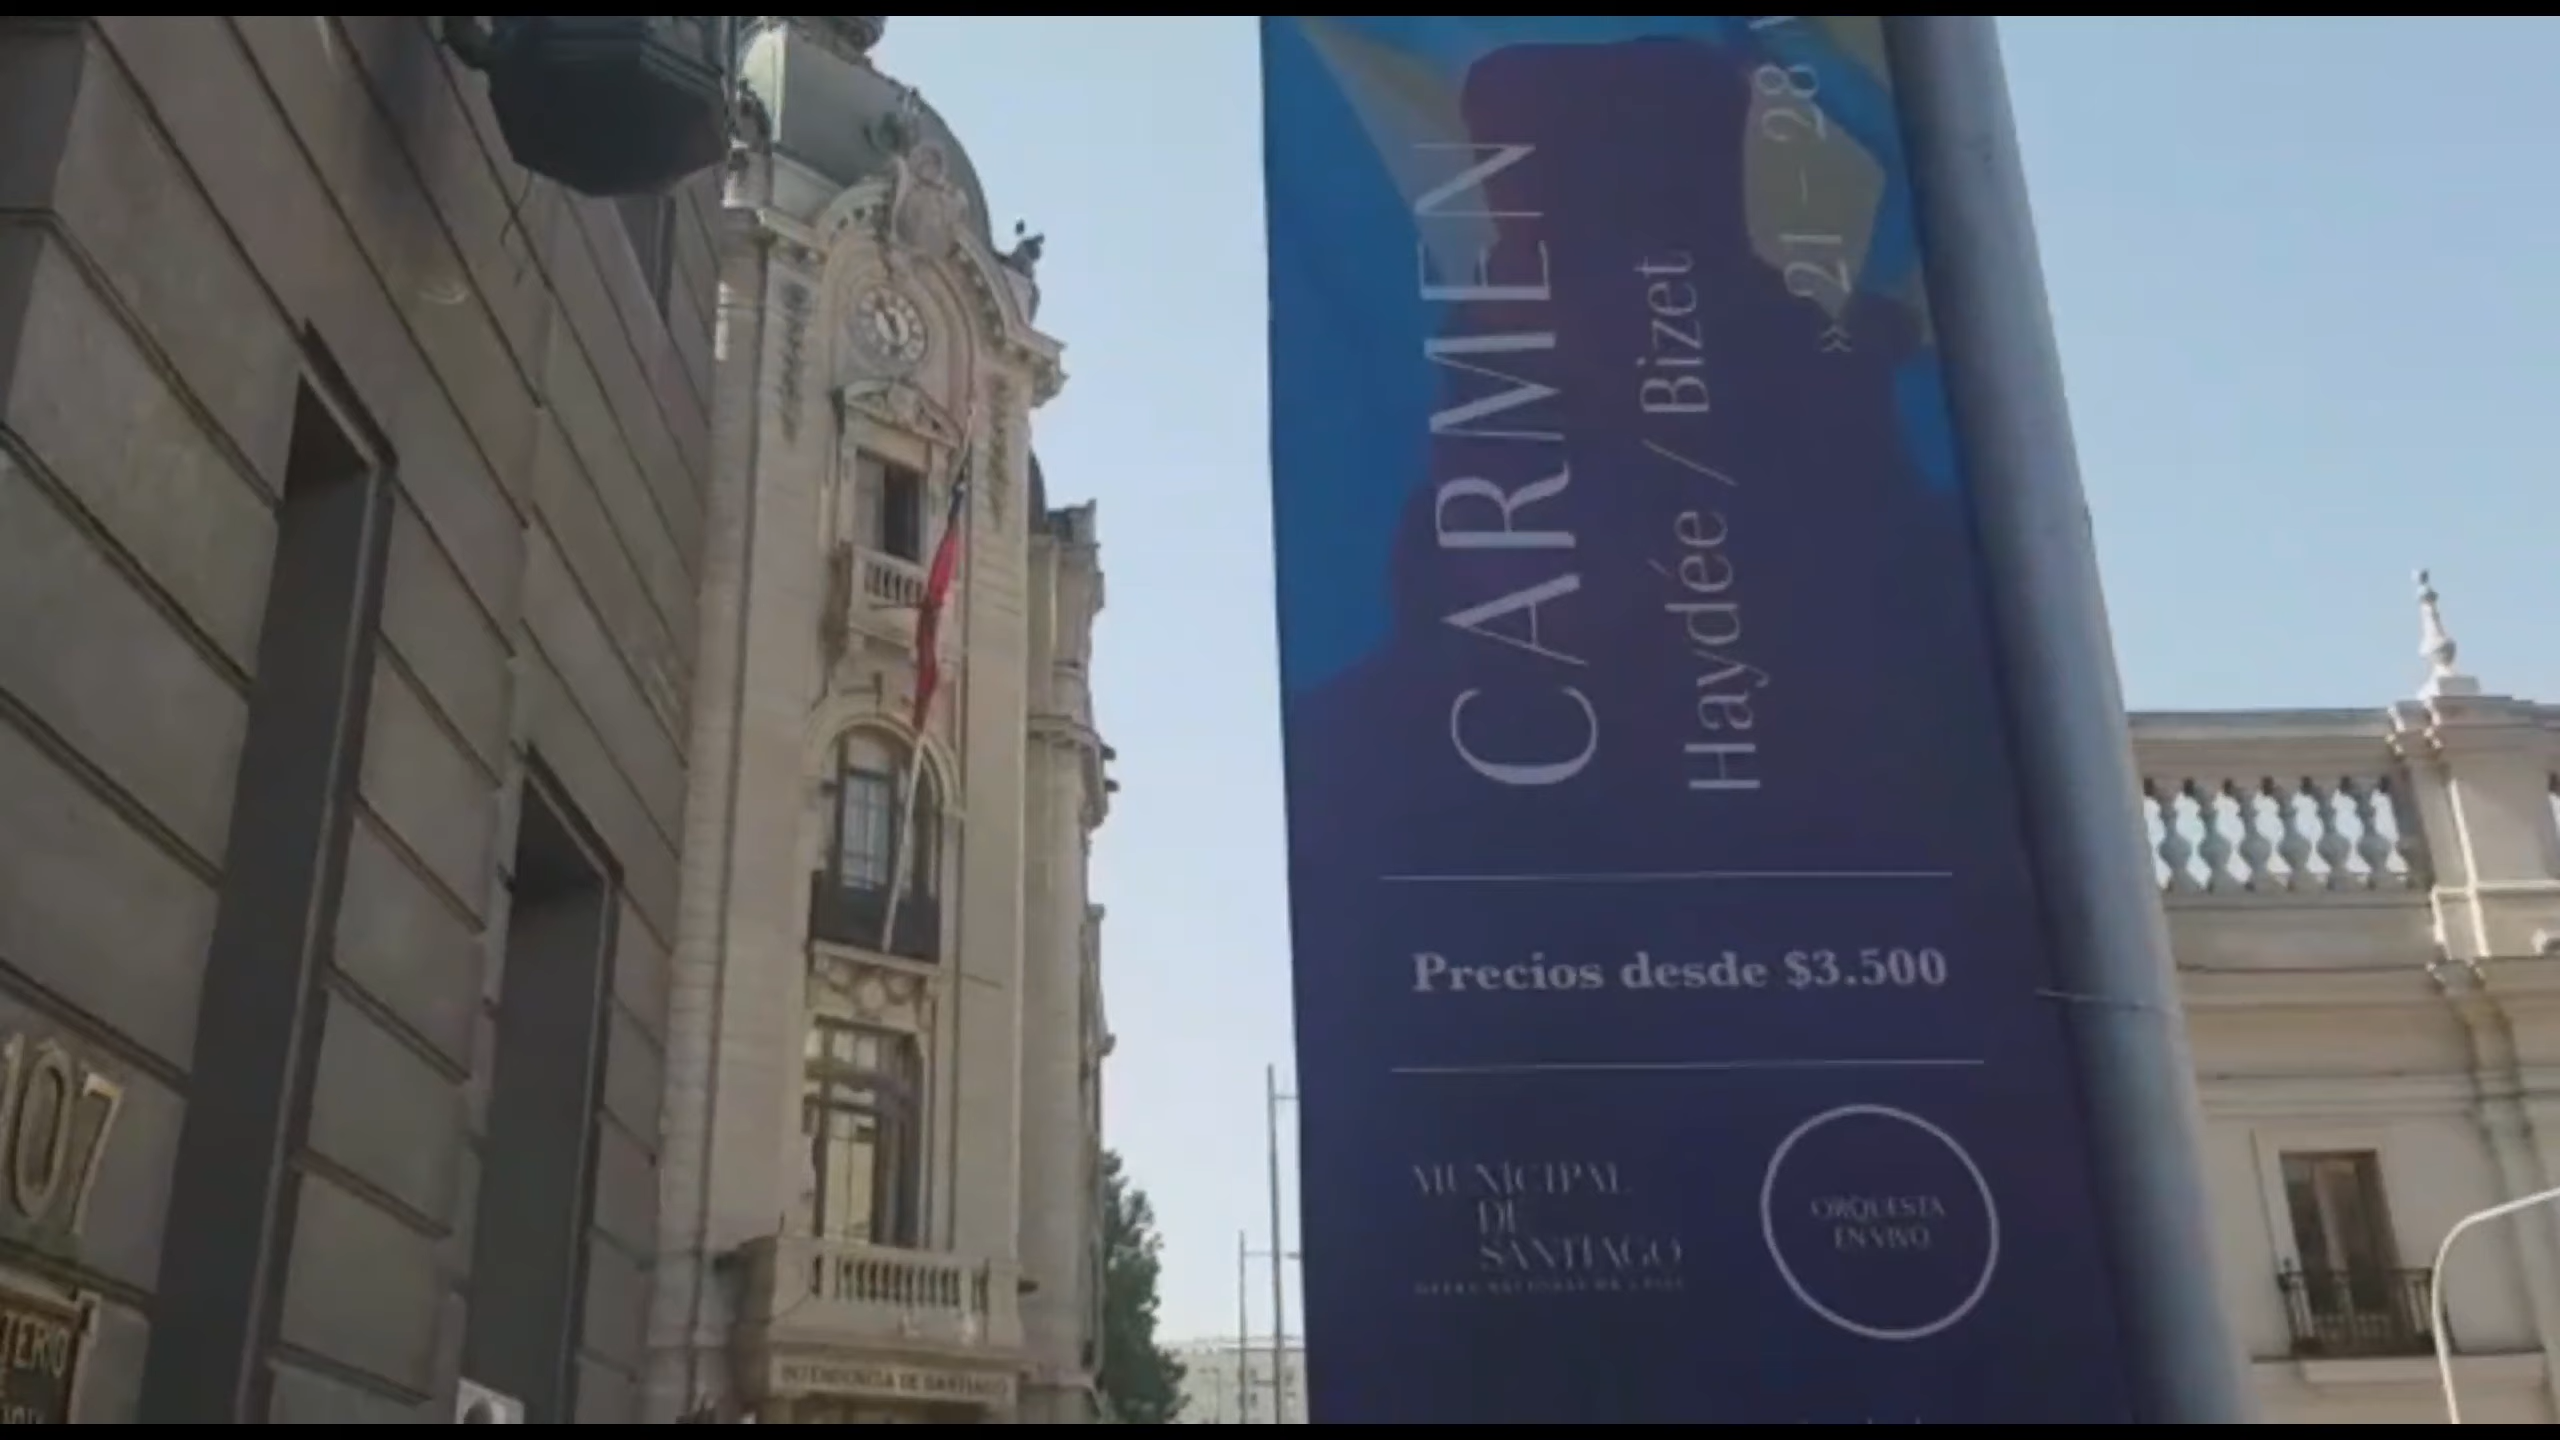 CARMEN
Haydée / Bizet
» 21 – 28
Precios desde $3.500
MUNICIPAL
DE
SANTIAGO
ORQUESTA
EN VIVO
INTENDENCIA DE SANTIAGO
107